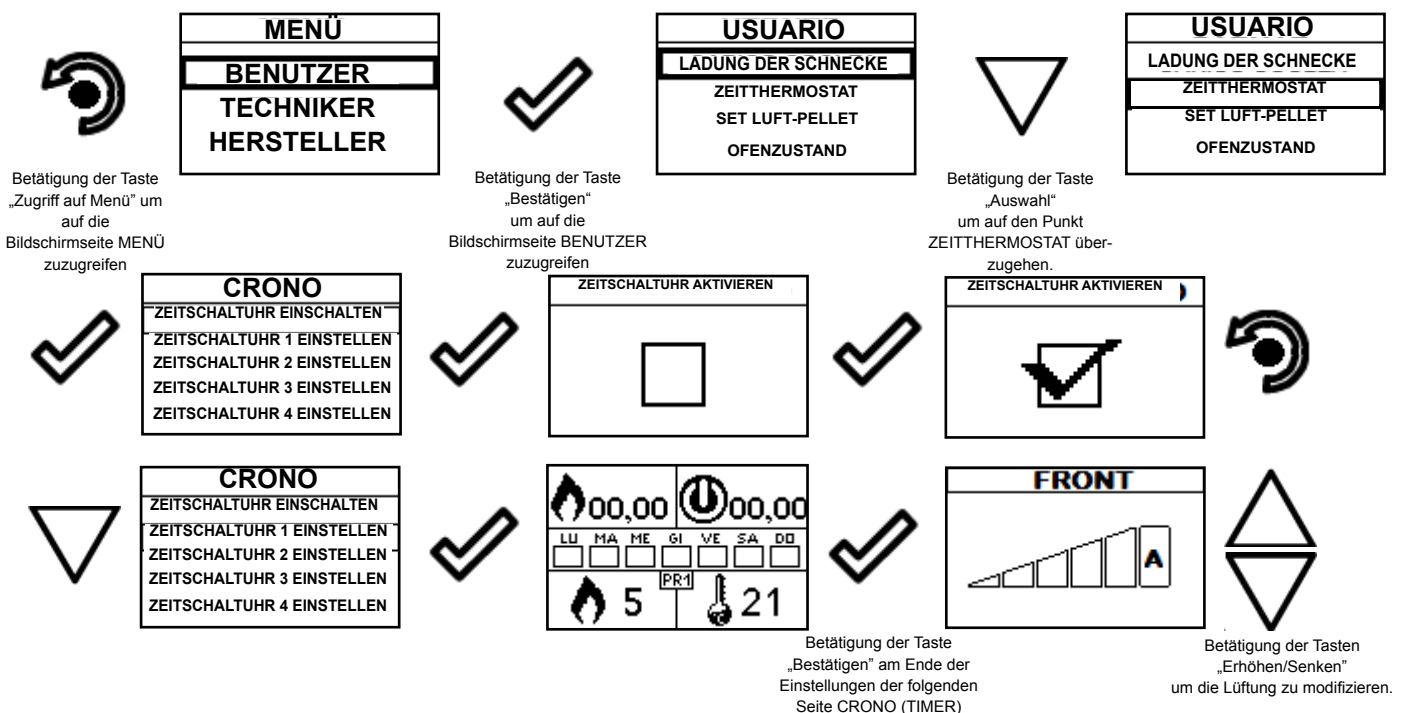 MENÜ
BENUTZER
TECHNIKER
HERSTELLER
Betätigung der Taste
„Zugriff auf Menü" um
auf die
Bildschirmseite MENÜ
zuzugreifen
USUARIO
LADUNG DER SCHNECKE
ZEITTHERMOSTAT
SET LUFT-PELLET
OFENZUSTAND
Betätigung der Taste
„Bestätigen“
um auf die
Bildschirmseite BENUTZER
zuzugreifen
USUARIO
LADUNG DER SCHNECKE
ZEITTHERMOSTAT
SET LUFT-PELLET
OFENZUSTAND
Betätigung der Taste
„Auswahl“
um auf den Punkt
ZEITTHERMOSTAT über-
zugehen.
CRONO
ZEITSCHALTUHR EINSCHALTEN
ZEITSCHALTUHR 1 EINSTELLEN
ZEITSCHALTUHR 2 EINSTELLEN
ZEITSCHALTUHR 3 EINSTELLEN
ZEITSCHALTUHR 4 EINSTELLEN
ZEITSCHALTUHR AKTIVIEREN
ZEITSCHALTUHR AKTIVIEREN
CRONO
ZEITSCHALTUHR EINSCHALTEN
ZEITSCHALTUHR 1 EINSTELLEN
ZEITSCHALTUHR 2 EINSTELLEN
ZEITSCHALTUHR 3 EINSTELLEN
ZEITSCHALTUHR 4 EINSTELLEN
00,00 00,00
LU MA ME GI VE SA DO
PR1
5 21
FRONT
A
Betätigung der Taste
„Bestätigen“ am Ende der
Einstellungen der folgenden
Seite CRONO (TIMER)
Betätigung der Tasten
„Erhöhen/Senken"
um die Lüftung zu modifizieren.